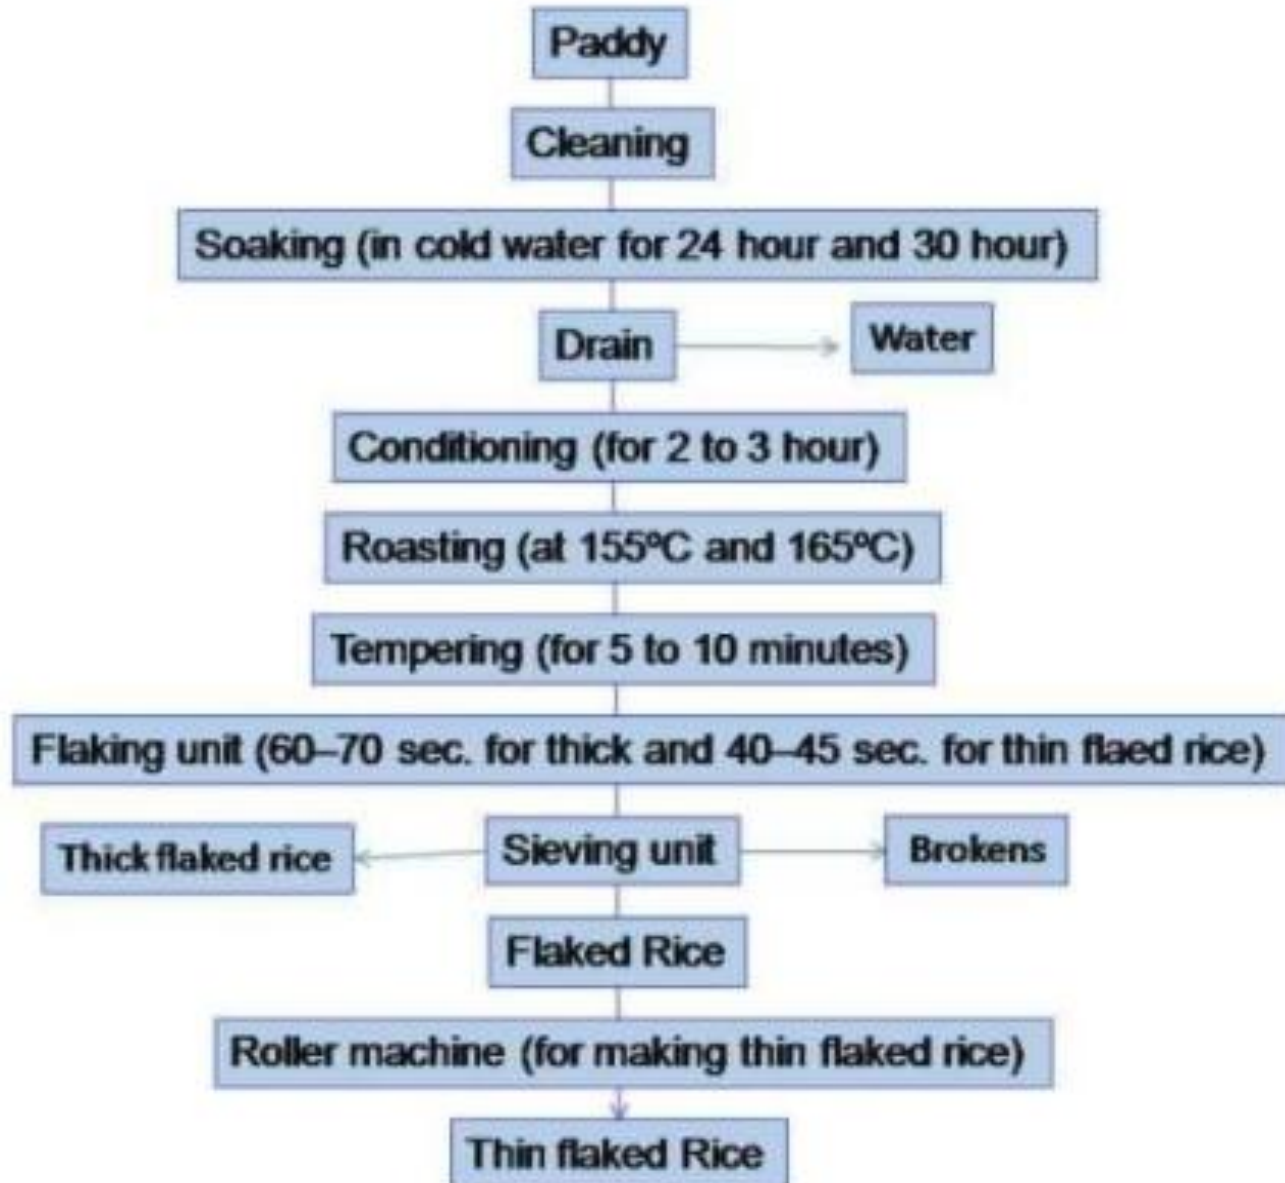 Paddy
Cleaning
Soaking (in cold water for 24 hour and 30 hour)
Drain
Water
Conditioning (for 2 to 3 hour)
Roasting (at 155ºC and 165ºC)
Tempering (for 5 to 10 minutes)
Flaking unit (60–70 sec. for thick and 40–45 sec. for thin flaed rice)
Thick flaked rice
Sieving unit
Brokens
Flaked Rice
Roller machine (for making thin flaked rice)
Thin flaked Rice